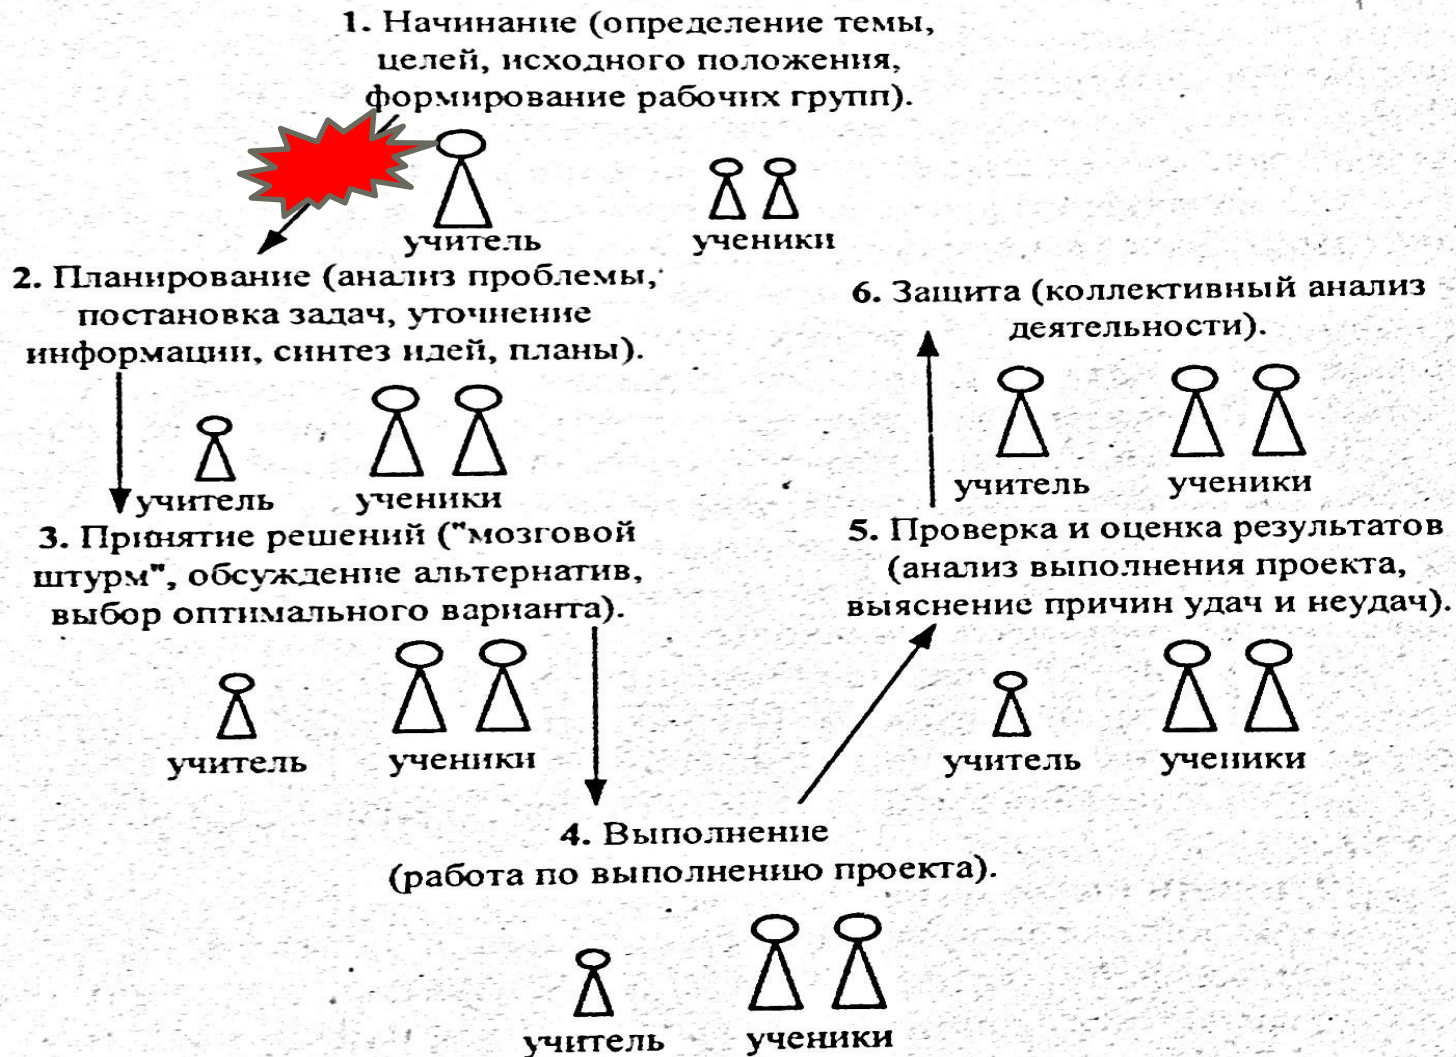 1. Начинание (определение темы,
целей, исходного положения,
формирование рабочих групп).
учитель
ученики
2. Планирование (анализ проблемы,
постановка задач, уточнение
информации, синтез идей, планы).
учитель
ученики
3. Принятие решений ("мозговой
штурм", обсуждение альтернатив,
выбор оптимального варианта).
учитель
ученики
4. Выполнение
(работа по выполнению проекта).
учитель
ученики
5. Проверка и оценка результатов
(анализ выполнения проекта,
выяснение причин удач и неудач).
учитель
ученики
6. Защита (коллективный анализ
деятельности).
учитель
ученики